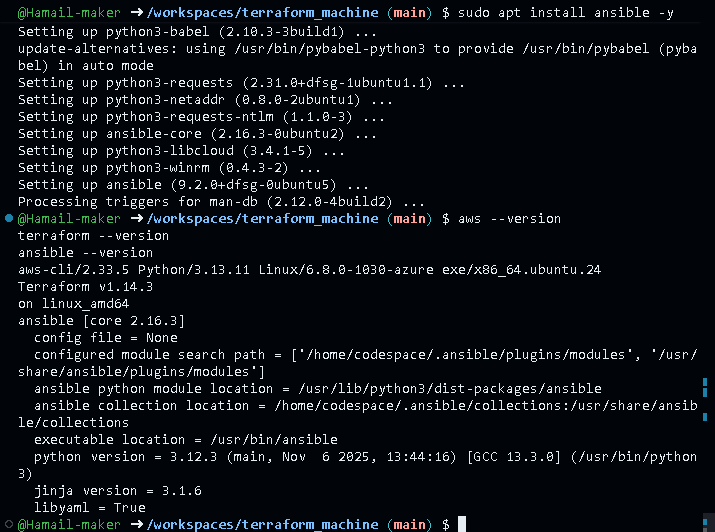 @Hamail-maker ➜/workspaces/terraform_machine (main) $ sudo apt install ansible -y
Setting up python3-babel (2.10.3-3build1) ...
update-alternatives: using /usr/bin/pybabel-python3 to provide /usr/bin/pybabel (pyba
bel) in auto mode
Setting up python3-requests (2.31.0+dfsg-1ubuntu1.1) ...
Setting up python3-netaddr (0.8.0-2ubuntu1) ...
Setting up python3-requests-ntlm (1.1.0-3) ...
Setting up ansible-core (2.16.3-0ubuntu2) ...
Setting up python3-libcloud (3.4.1-5) ...
Setting up python3-winrm (0.4.3-2) ...
Setting up ansible (9.2.0+dfsg-0ubuntu5) ...
Processing triggers for man-db (2.12.0-4build2) ...
@Hamail-maker ➜/workspaces/terraform_machine (main) $ aws --version
terraform --version
ansible --version
aws-cli/2.33.5 Python/3.13.11 Linux/6.8.0-1030-azure exe/x86_64.ubuntu.24
Terraform v1.14.3
on linux_amd64
ansible [core 2.16.3]
  config file = None
  configured module search path = ['/home/codespace/.ansible/plugins/modules', '/usr/
share/ansible/plugins/modules']
  ansible python module location = /usr/lib/python3/dist-packages/ansible
  ansible collection location = /home/codespace/.ansible/collections:/usr/share/ansib
le/collections
  executable location = /usr/bin/ansible
  python version = 3.12.3 (main, Nov  6 2025, 13:44:16) [GCC 13.3.0] (/usr/bin/python
3)
  jinja version = 3.1.6
  libyaml = True
@Hamail-maker ➜/workspaces/terraform_machine (main) $